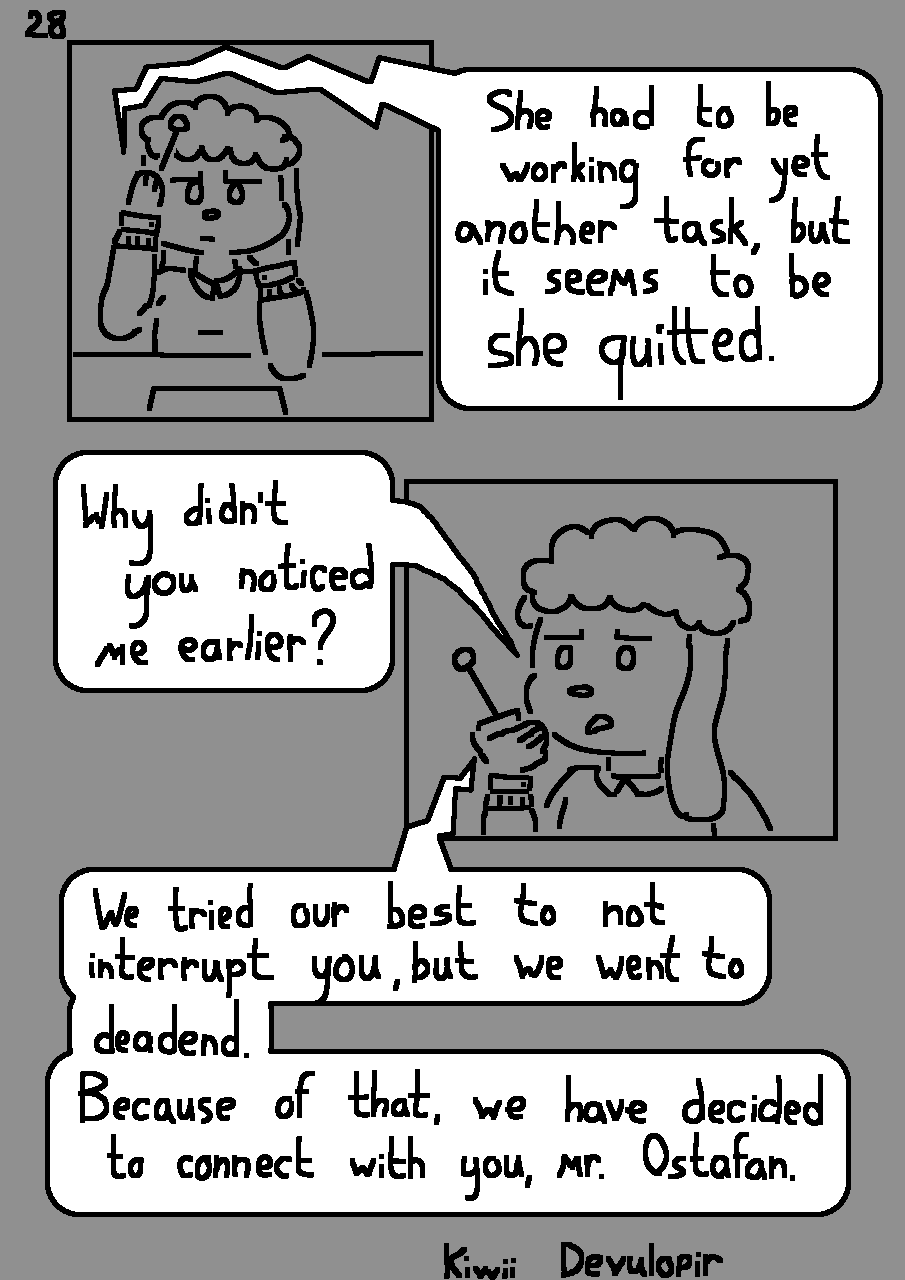 28
She had to be
working for yet
another task, but
it seems to be
she quitted.
Why didn't
you noticed
me earlier?
We tried our best to not
interrupt you, but we went to
deadend.
Because of that, we have decided
to connect with you, mr. Ostafan.
Kiwii Devulopir